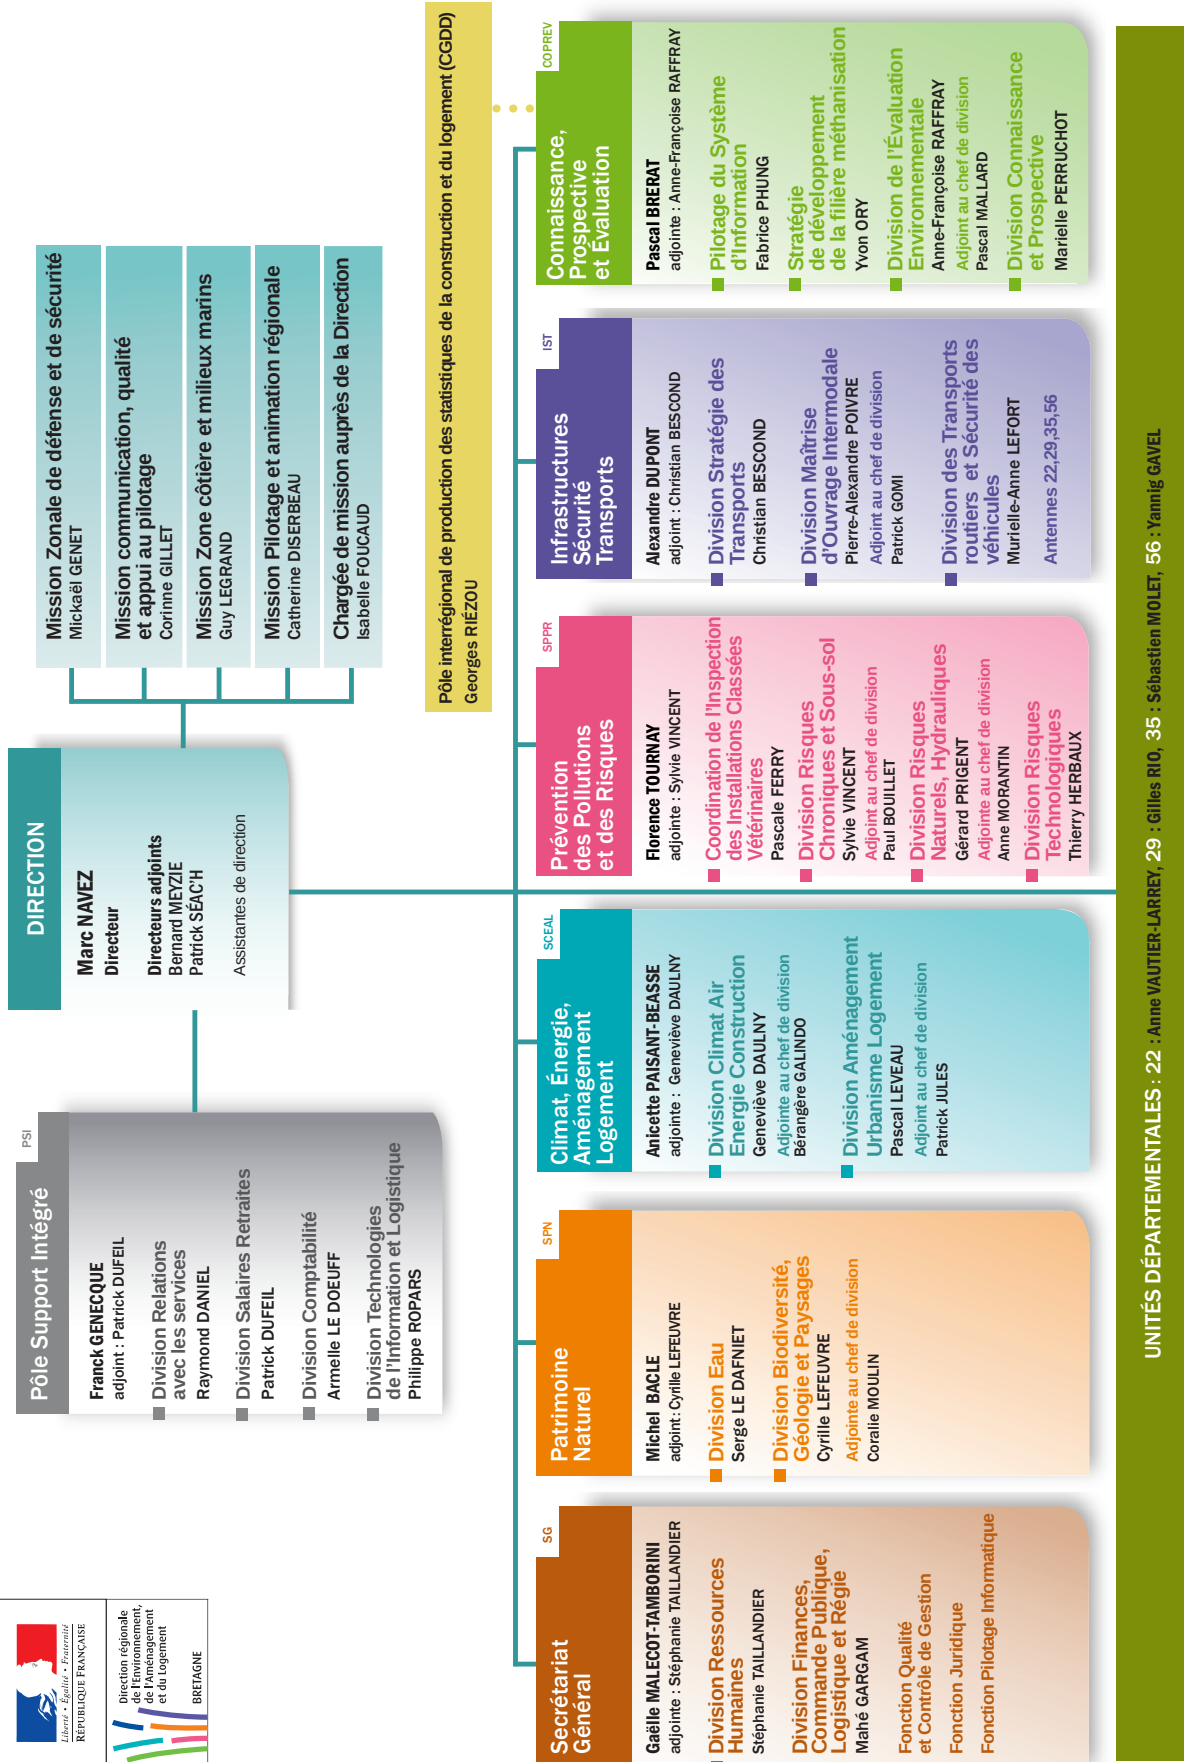 Liberté • Égalité • Fraternité
RÉPUBLIQUE FRANÇAISE
Direction régionale
de l'Environnement,
de l'Aménagement
et du Logement
BRETAGNE
Pôle Support Intégré
PSI
Franck GENECQUE
adjoint : Patrick DUFEIL
Division Relations
avec les services
Raymond DANIEL
Division Salaires Retraites
Patrick DUFEIL
Division Comptabilité
Armelle LE DOEUFF
Division Technologies
de l'Information et Logistique
Philippe ROPARS
DIRECTION
Marc NAVEZ
Directeur
Directeurs adjoints
Bernard MEYZIE
Patrick SÉAC'H
Assistantes de direction
Mission Zonale de défense et de sécurité
Mickaël GENET
Mission communication, qualité
et appui au pilotage
Corinne GILLET
Mission Zone côtière et milieux marins
Guy LEGRAND
Mission Pilotage et animation régionale
Catherine DISERBEAU
Chargée de mission auprès de la Direction
Isabelle FOUCAUD
Pôle interrégional de production des statistiques de la construction et du logement (CGDD)
Georges RIÉZOU
Secrétariat
Général
SG
Gaëlle MALECOT-TAMBORINI
adjointe : Stéphanie TAILLANDIER
Division Ressources
Humaines
Stéphanie TAILLANDIER
Division Finances,
Commande Publique,
Logistique et Régie
Mahé GARGAM
Fonction Qualité
et Contrôle de Gestion
Fonction Juridique
Fonction Pilotage Informatique
Patrimoine
Naturel
SPN
Michel BACLE
adjoint : Cyrille LEFEUVRE
Division Eau
Serge LE DAFNIET
Division Biodiversité,
Géologie et Paysages
Cyrille LEFEUVRE
Adjointe au chef de division
Coralie MOULIN
Climat, Énergie,
Aménagement
Logement
SCEAL
Anicette PAISANT-BEASSE
adjointe : Geneviève DAULNY
Division Climat Air
Energie Construction
Geneviève DAULNY
Adjointe au chef de division
Bérangère GALINDO
Division Aménagement
Urbanisme Logement
Pascal LEVEAU
Adjoint au chef de division
Patrick JULES
Prévention
des Pollutions
et des Risques
SPPR
Florence TOURNAY
adjointe : Sylvie VINCENT
Coordination de l'Inspection
des Installations Classées
Vétérinaires
Pascale FERRY
Division Risques
Chroniques et Sous-sol
Sylvie VINCENT
Adjoint au chef de division
Paul BOUILLET
Division Risques
Naturels, Hydrauliques
Gérard PRIGENT
Adjointe au chef de division
Anne MORANTIN
Division Risques
Technologiques
Thierry HERBAUX
Infrastructures
Sécurité
Transports
IST
Alexandre DUPONT
adjoint : Christian BESCOND
Division Stratégie des
Transports
Christian BESCOND
Division Maîtrise
d'Ouvrage Intermodale
Pierre-Alexandre POIVRE
Adjoint au chef de division
Patrick GOMI
Division des Transports
routiers et Sécurité des
véhicules
Murielle-Anne LEFORT
Antennes 22,29,35,56
Connaissance,
Prospective
et Évaluation
COPREV
Pascal BRERAT
adjointe : Anne-Françoise RAFFRAY
Pilotage du Système
d'Information
Fabrice PHUNG
Stratégie
de développement
de la filière méthanisation
Yvon ORY
Division de l'Évaluation
Environnementale
Anne-Françoise RAFFRAY
Adjoint au chef de division
Pascal MALLARD
Division Connaissance
et Prospective
Marielle PERRUCHOT
UNITÉS DÉPARTEMENTALES : 22 : Anne VAUTIER-LARREY, 29 : Gilles RIO, 35 : Sébastien MOLET, 56 : Yannig GAVEL